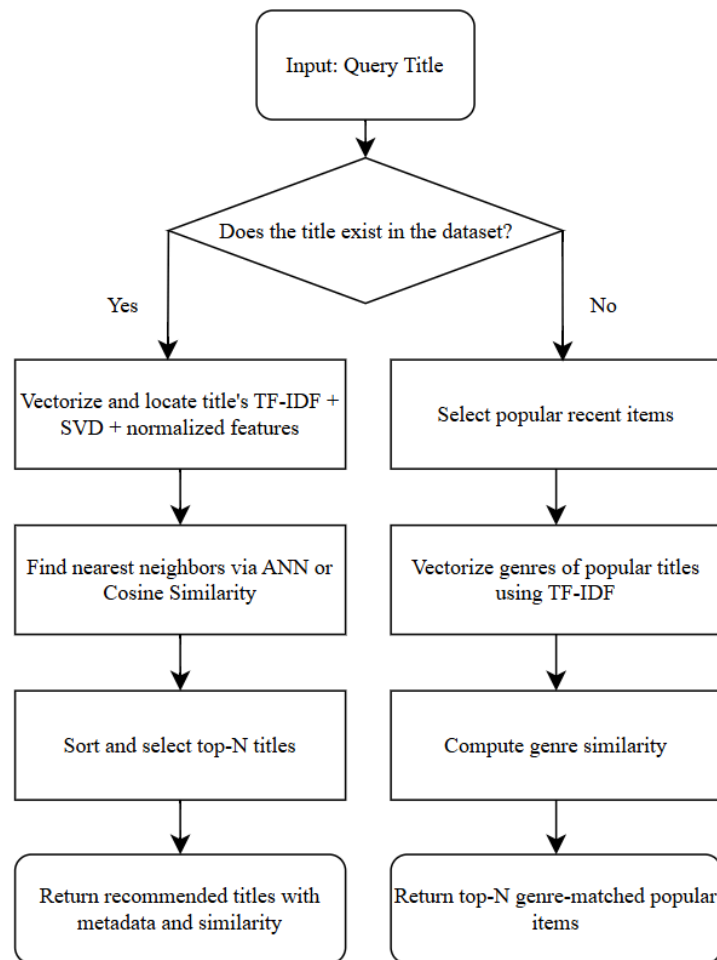 Input: Query Title
Does the title exist in the dataset?
Yes
No
Vectorize and locate title's TF-IDF +
SVD + normalized features
Select popular recent items
Find nearest neighbors via ANN or
Cosine Similarity
Vectorize genres of popular titles
using TF-IDF
Sort and select top-N titles
Compute genre similarity
Return recommended titles with
metadata and similarity
Return top-N genre-matched popular
items